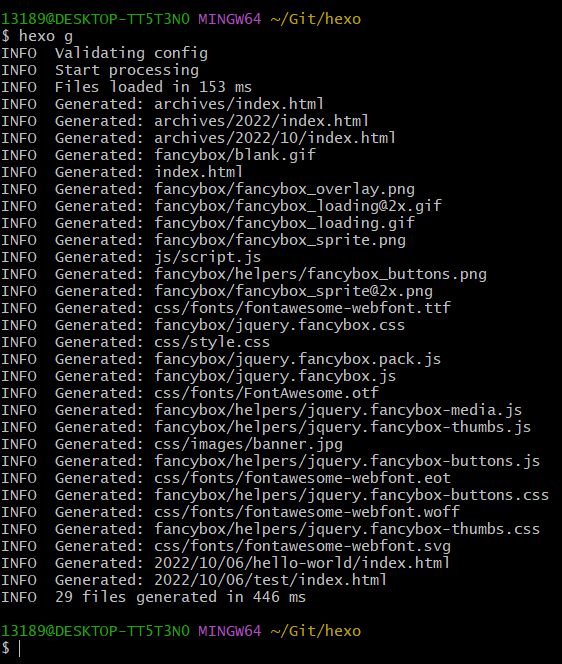 13189@DESKTOP-TT5T3NO MINGW64 ~/Git/hexo
$ hexo g
INFO  Validating config
INFO  Start processing
INFO  Files loaded in 153 ms
INFO  Generated: archives/index.html
INFO  Generated: archives/2022/index.html
INFO  Generated: archives/2022/10/index.html
INFO  Generated: fancybox/blank.gif
INFO  Generated: index.html
INFO  Generated: fancybox/fancybox_overlay.png
INFO  Generated: fancybox/fancybox_loading@2x.gif
INFO  Generated: fancybox/fancybox_loading.gif
INFO  Generated: fancybox/fancybox_sprite.png
INFO  Generated: js/script.js
INFO  Generated: fancybox/helpers/fancybox_buttons.png
INFO  Generated: fancybox/fancybox_sprite@2x.png
INFO  Generated: css/fonts/fontawesome-webfont.ttf
INFO  Generated: fancybox/jquery.fancybox.css
INFO  Generated: css/style.css
INFO  Generated: fancybox/jquery.fancybox.pack.js
INFO  Generated: fancybox/jquery.fancybox.js
INFO  Generated: css/fonts/FontAwesome.otf
INFO  Generated: fancybox/helpers/jquery.fancybox-media.js
INFO  Generated: fancybox/helpers/jquery.fancybox-thumbs.js
INFO  Generated: css/images/banner.jpg
INFO  Generated: fancybox/helpers/jquery.fancybox-buttons.js
INFO  Generated: css/fonts/fontawesome-webfont.eot
INFO  Generated: fancybox/helpers/jquery.fancybox-buttons.css
INFO  Generated: css/fonts/fontawesome-webfont.woff
INFO  Generated: fancybox/helpers/jquery.fancybox-thumbs.css
INFO  Generated: css/fonts/fontawesome-webfont.svg
INFO  Generated: 2022/10/06/hello-world/index.html
INFO  Generated: 2022/10/06/test/index.html
INFO  29 files generated in 446 ms
13189@DESKTOP-TT5T3NO MINGW64 ~/Git/hexo
$